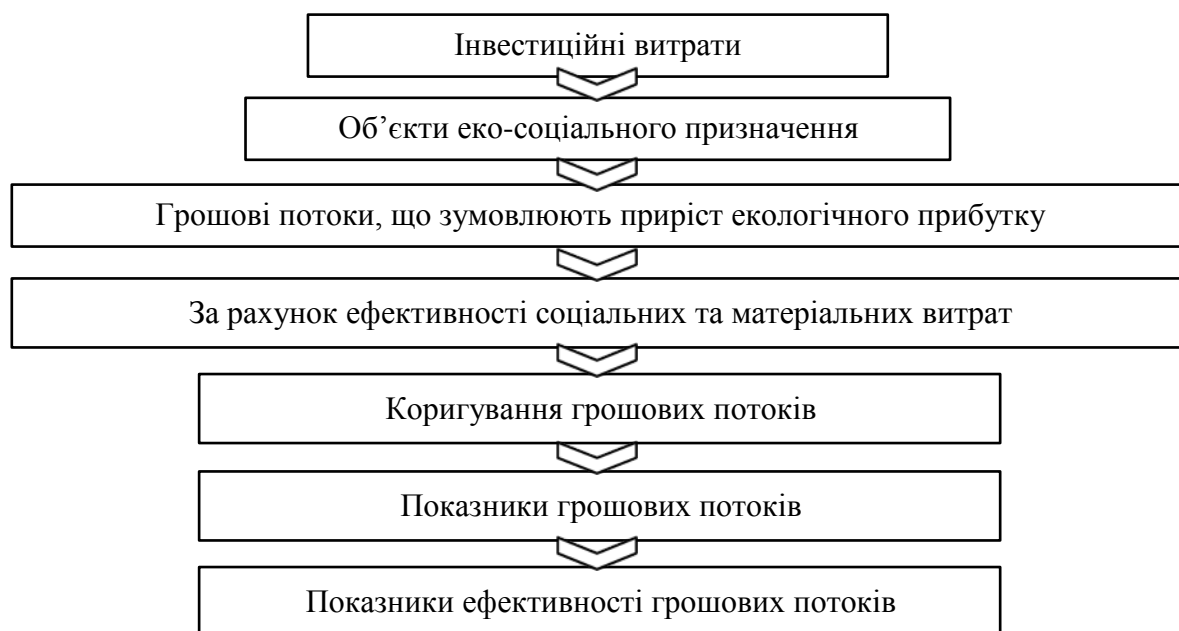 Інвестиційні витрати
Об’єкти еко-соціального призначення
Грошові потоки, що зумовлюють приріст екологічного прибутку
За рахунок ефективності соціальних та матеріальних витрат
Коригування грошових потоків
Показники грошових потоків
Показники ефективності грошових потоків